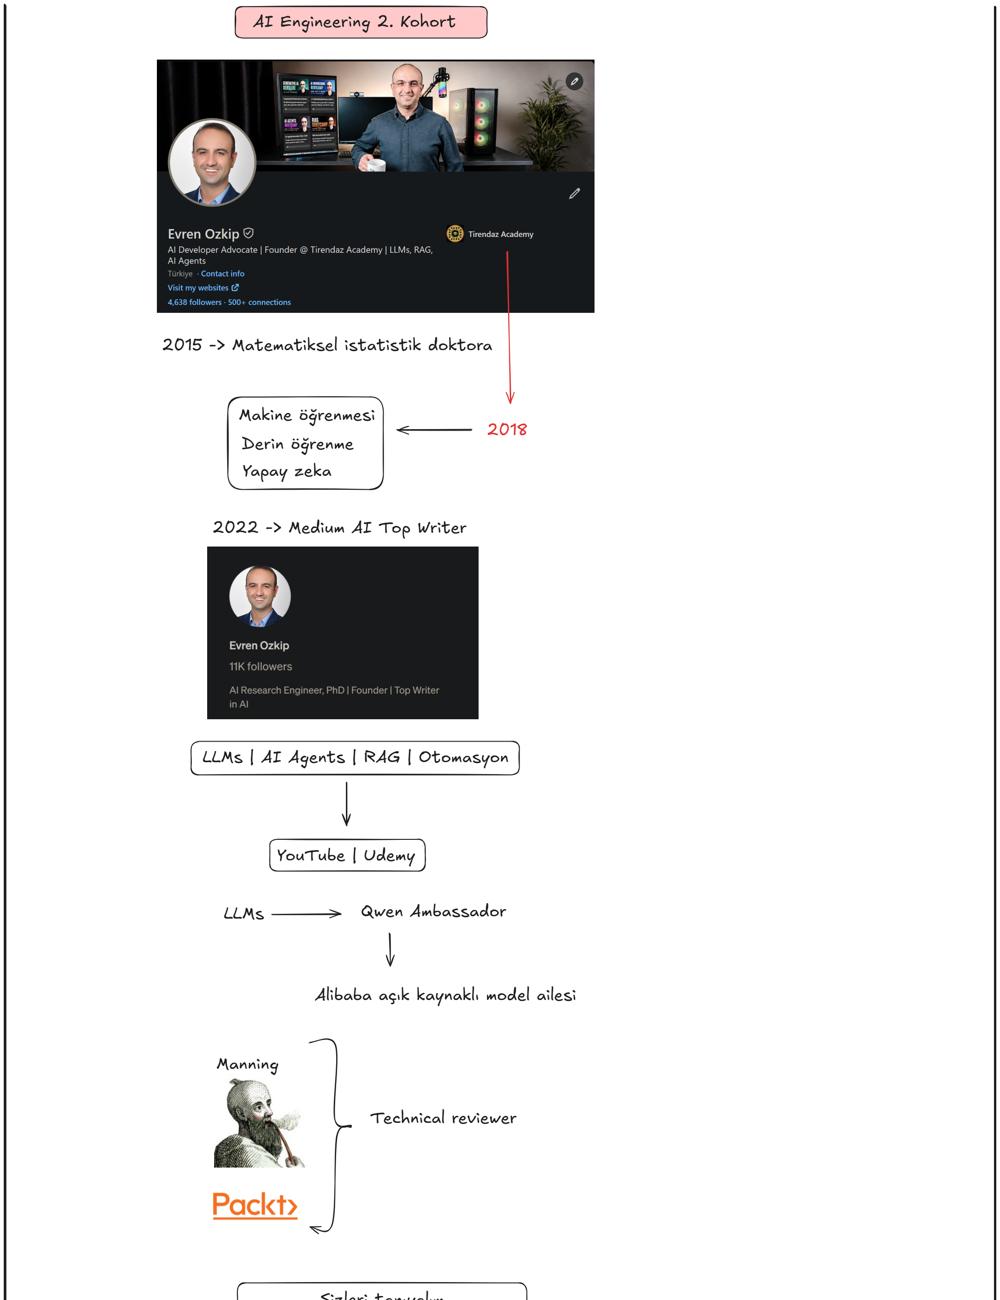 AI Engineering 2. Kohort
Evren Ozkip
Tirendaz Academy
AI Developer Advocate | Founder @ Tirendaz Academy | LLMs, RAG,
AI Agents
Türkiye · Contact info
Visit my websites
4,638 followers · 500+ connections
2015 -> Matematiksel istatistik doktora
Makine öğrenmesi
Derin öğrenme
Yapay zeka
2018
2022 -> Medium AI Top Writer
Evren Ozkip
11K followers
AI Research Engineer, PhD | Founder | Top Writer
in AI
LLMs | AI Agents | RAG | Otomasyon
YouTube | Udemy
LLMs
Qwen Ambassador
Alibaba açık kaynaklı model ailesi
Manning
Technical reviewer
Packt>
Sizleri tanıyalım